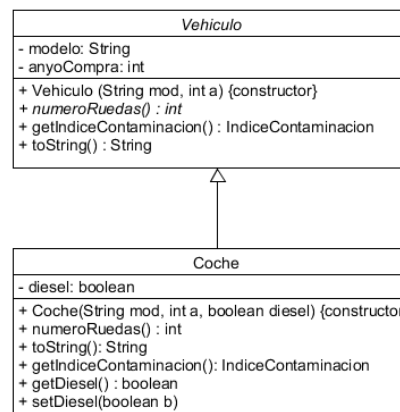 Vehiculo
- modelo: String
- anyoCompra: int
+ Vehiculo (String mod, int a) {constructor}
+ numeroRuedas() : int
+ getIndiceContaminacion() : IndiceContaminacion
+ toString() : String
Coche
- diesel: boolean
+ Coche(String mod, int a, boolean diesel) {constructor
+ numeroRuedas() : int
+ toString(): String
+ getIndiceContaminacion(): IndiceContaminacion
+ getDiesel() : boolean
+ setDiesel(boolean b)